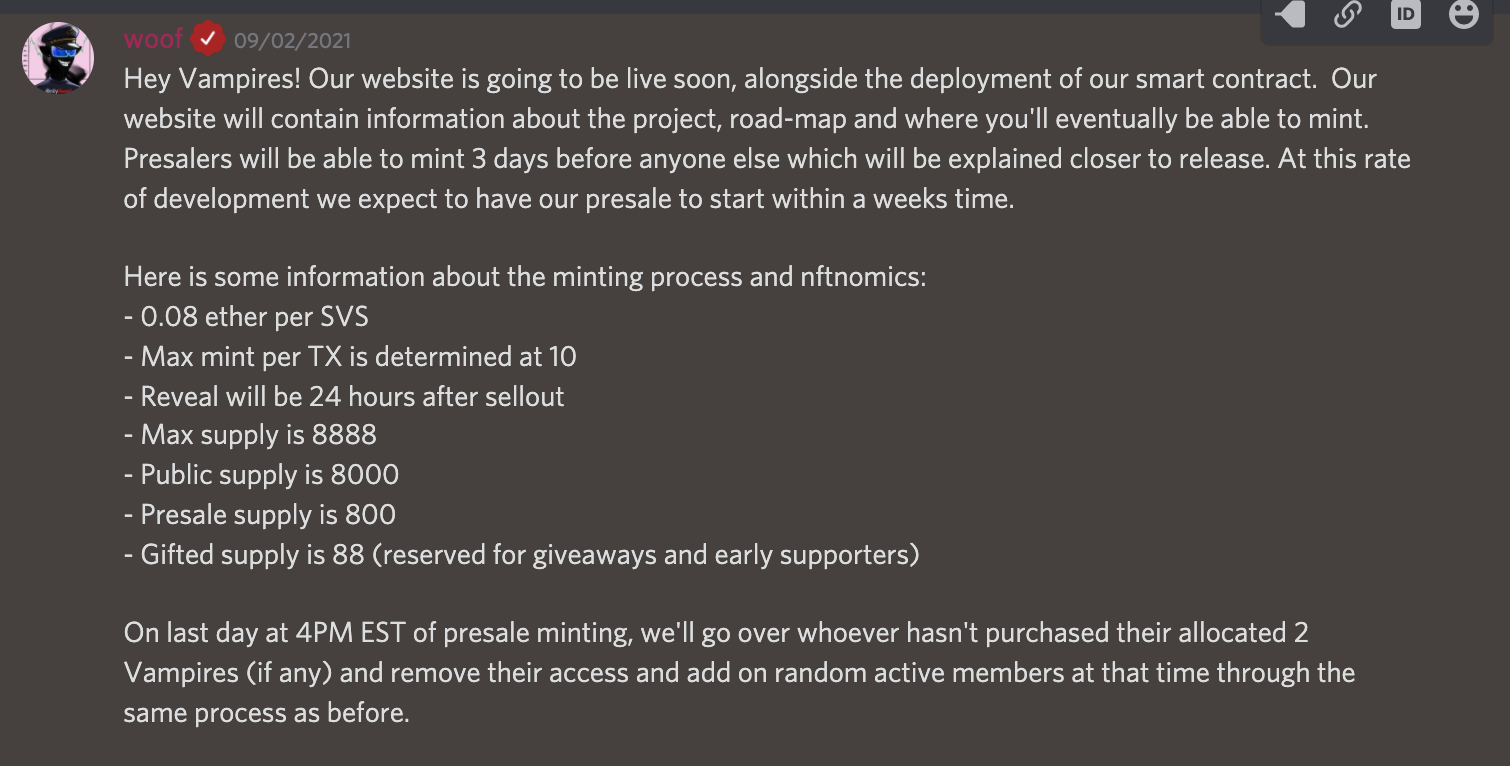 woof 09/02/2021
ID
Hey Vampires! Our website is going to be live soon, alongside the deployment of our smart contract.  Our
website will contain information about the project, road-map and where you'll eventually be able to mint.
Presalers will be able to mint 3 days before anyone else which will be explained closer to release. At this rate
of development we expect to have our presale to start within a weeks time.
Here is some information about the minting process and nftnomics:
- 0.08 ether per SVS
- Max mint per TX is determined at 10
- Reveal will be 24 hours after sellout
- Max supply is 8888
- Public supply is 8000
- Presale supply is 800
- Gifted supply is 88 (reserved for giveaways and early supporters)
On last day at 4PM EST of presale minting, we'll go over whoever hasn't purchased their allocated 2
Vampires (if any) and remove their access and add on random active members at that time through the
same process as before.